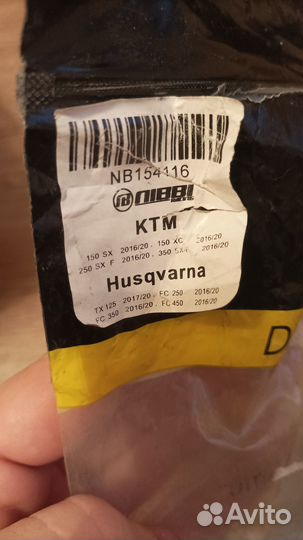 NB154116
NIBBI
KTM
150 SX 2016/20 . 150 XC 2016/20
250 SX F 2016/20 . 350 SX-F 2016/20
Husqvarna
TX 125 2017/20 . FC 250 2016/20
FC 350 2016/20 . FC 450 2016/20
D
Avito